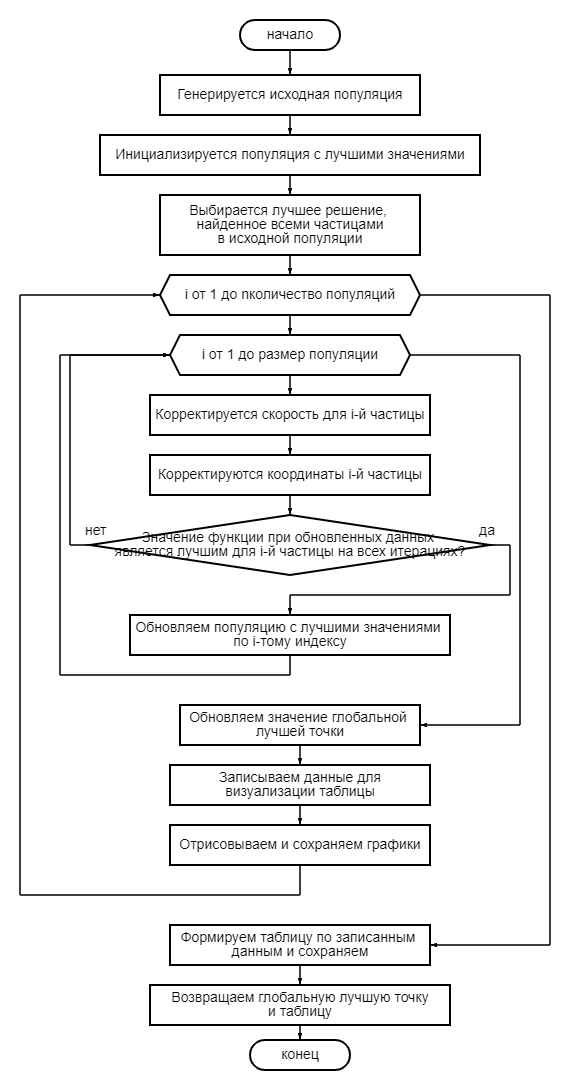 начало
Генерируется исходная популяция
Инициализируется популяция с лучшими значениями
Выбирается лучшее решение,
найденное всеми частицами
в исходной популяции
i от 1 до nколичество популяций
i от 1 до размер популяции
Корректируется скорость для i-й частицы
Корректируются координаты i-й частицы
нет
да
Значение функции при обновленных данных
является лучшим для i-й частицы на всех итерациях?
Обновляем популяцию с лучшими значениями
по i-тому индексу
Обновляем значение глобальной
лучшей точки
Записываем данные для
визуализации таблицы
Отрисовываем и сохраняем графики
Формируем таблицу по записанным
данным и сохраняем
Возвращаем глобальную лучшую точку
и таблицу
конец